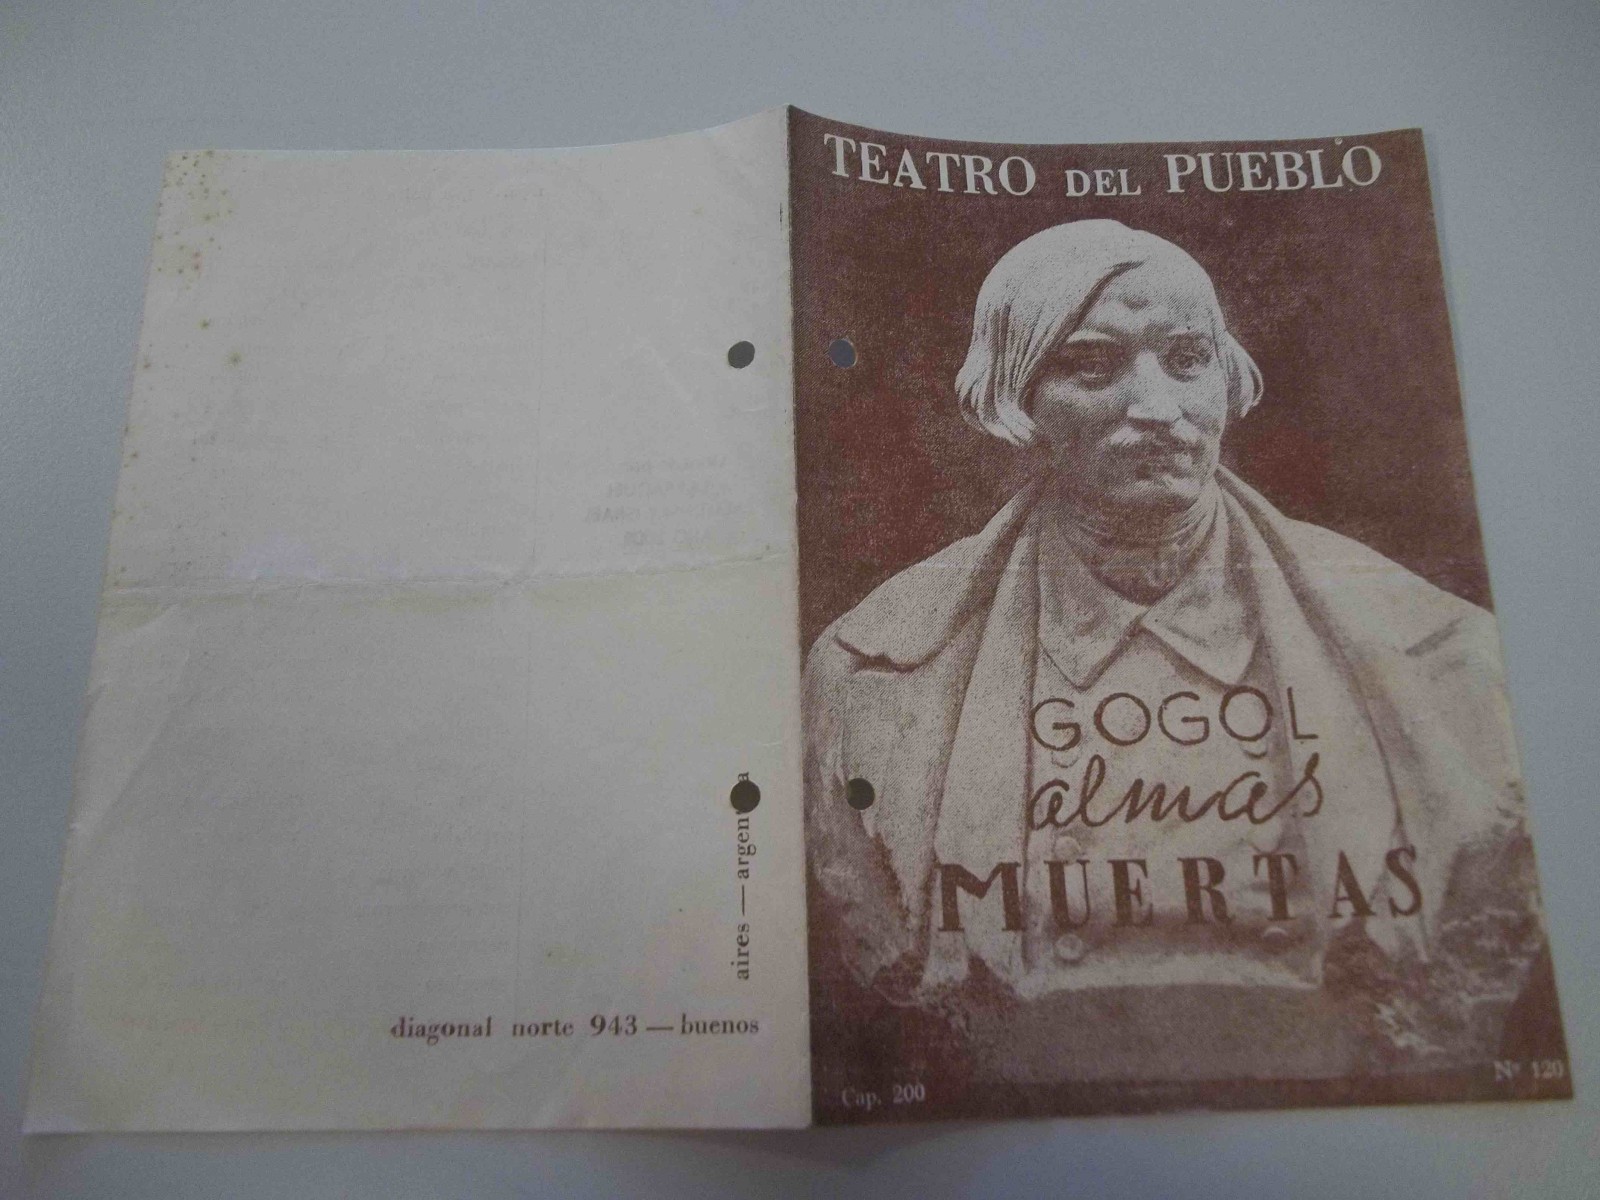 TEATRO DEL PUEBLO
GOGOL
almas
MUERTAS
Cap. 200
Nº 120
diagonal norte 943 — buenos
aires — argen a